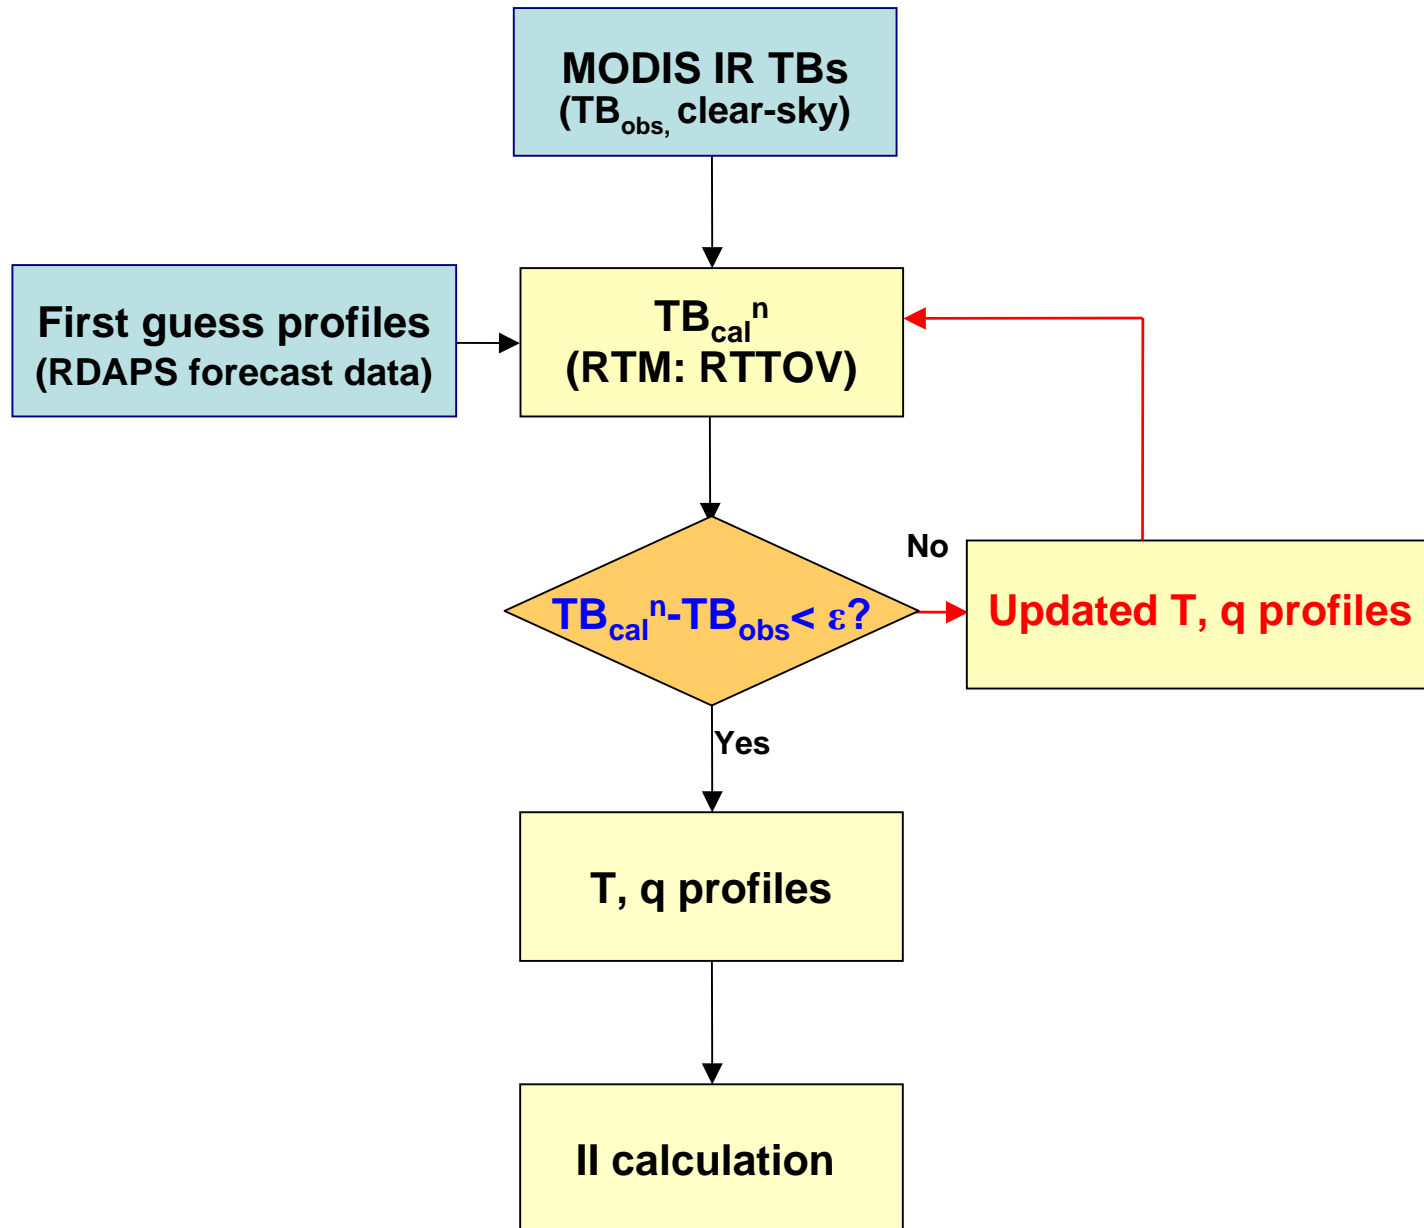 MODIS IR TBs
(TBobs, clear-sky)
First guess profiles
(RDAPS forecast data)
TBcalⁿ
(RTM: RTTOV)
No
TBcalⁿ-TBobs< ε?
Updated T, q profiles
Yes
T, q profiles
II calculation